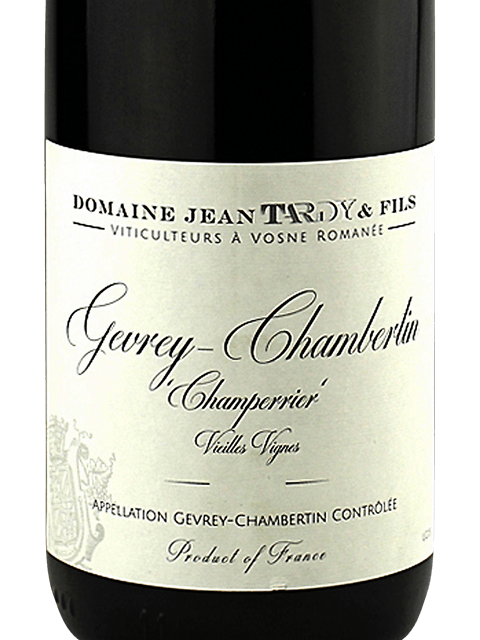 DOMAINE JEAN TARDY & FILS
VITICULTEURS À VOSNE ROMANÉE
Gevrey-Chambertin
'Champerrier'
Vieilles Vignes
APPELLATION GEVREY-CHAMBERTIN CONTRÔLÉE
Product of France